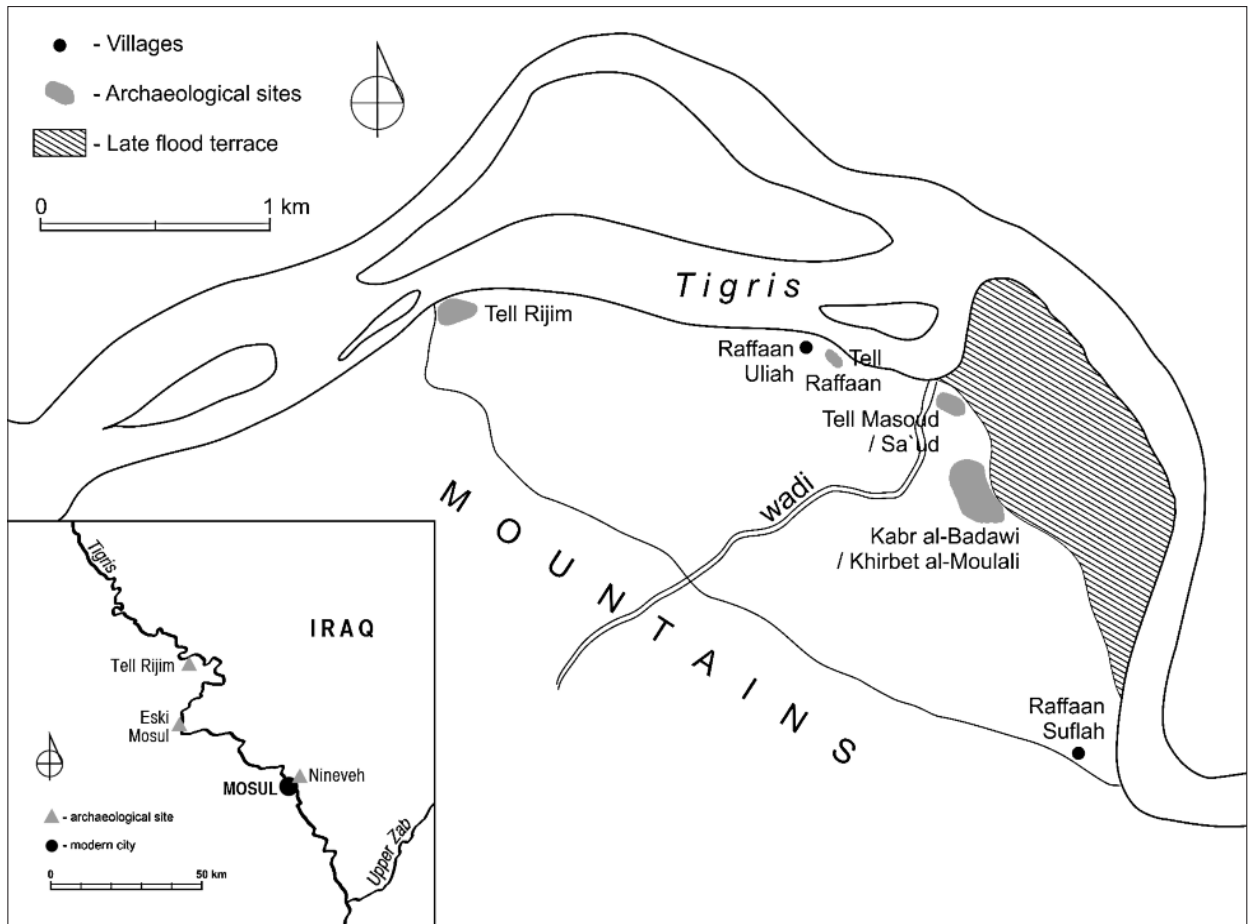 - Villages
- Archaeological sites
- Late flood terrace
0 1 km
Tigris
Tell Rijim
Raffaan
Uliah
Tell
Raffaan
Tell Masoud
/ Sa`ud
wadi
Kabr al-Badawi
/ Khirbet al-Moulali
MOUNTAINS
Raffaan
Suflah
Tigris
IRAQ
Tell Rijim
Eski
Mosul
Nineveh
MOSUL
Upper Zab
- archaeological site
- modern city
0 50 km